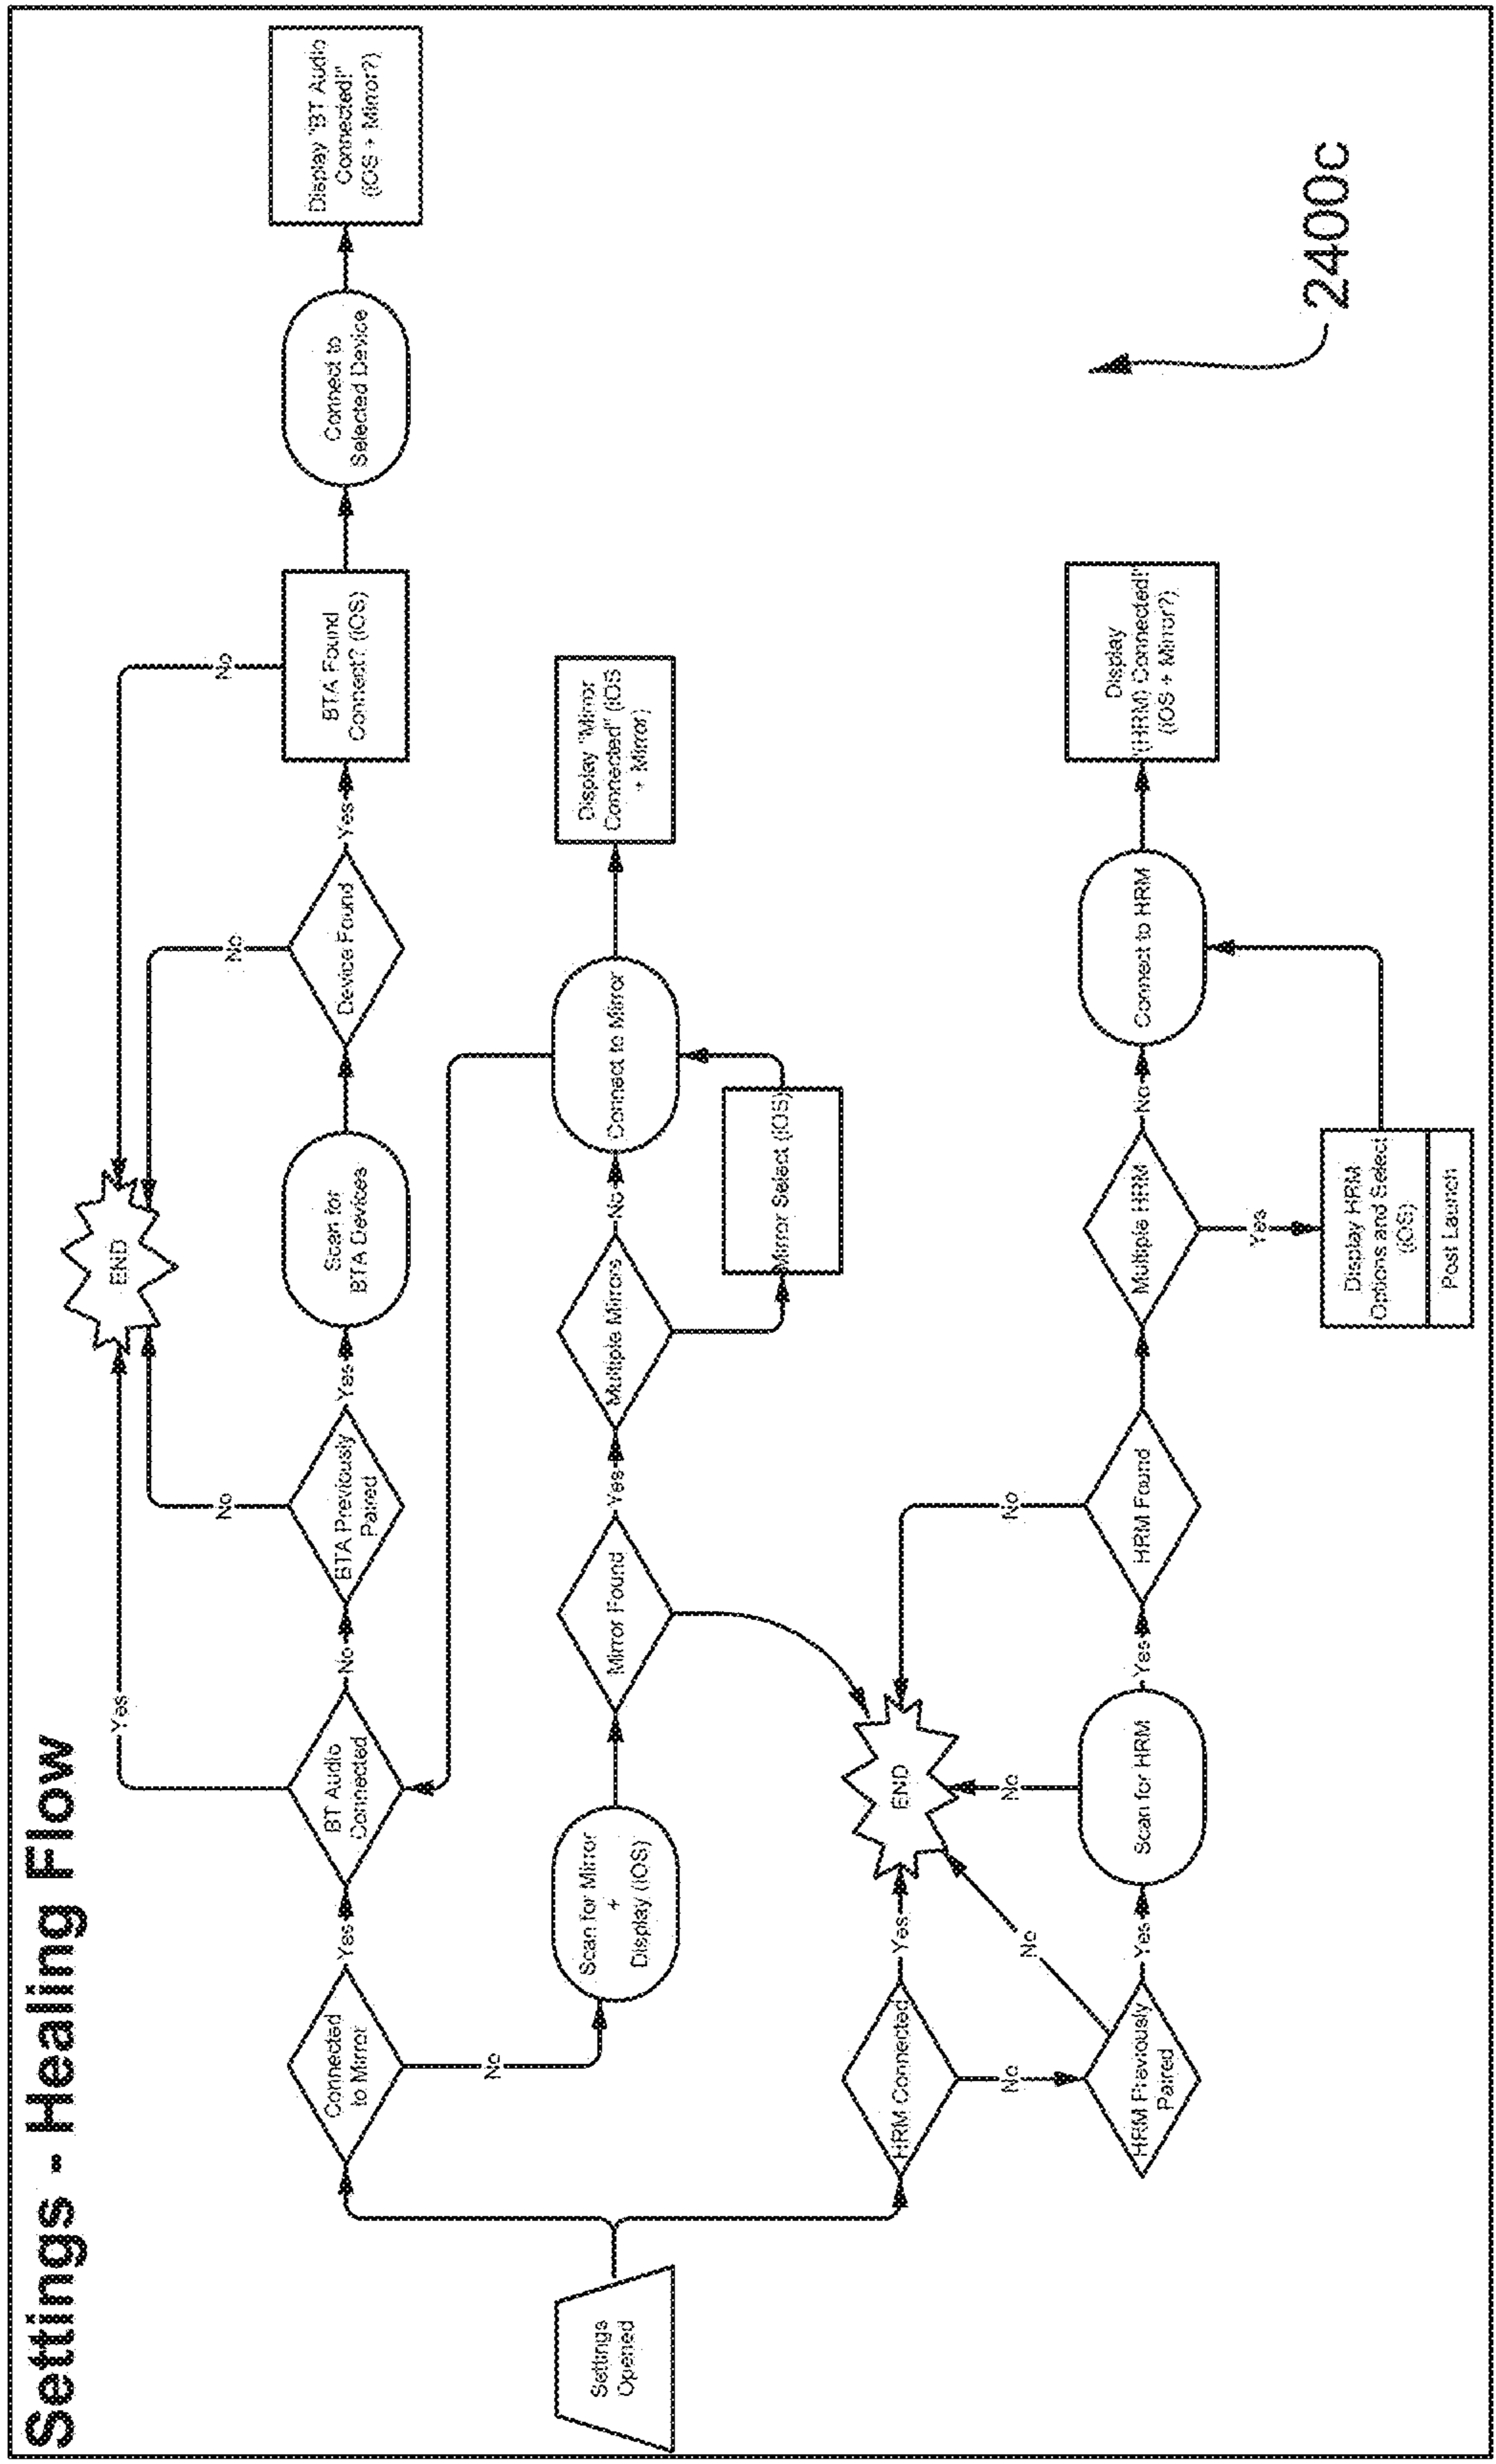 Settings - Healing Flow
Settings
Opened
Connected
to Mirror
Yes
No
BT Audio
Connected
Yes
No
BTA Previously
Paired
No
Yes
Scan for
BTA Devices
END
Device Found
No
Yes
BTA Found
Connect? (iOS)
No
Connect to
Selected Device
Display "BT Audio
Connected!"
(iOS + Mirror?)
Scan for Mirror
+
Display (iOS)
Mirror Found
Yes
Multiple Mirrors
No
Mirror Select (iOS)
Connect to Mirror
Display "Mirror
Connected" (iOS
+ Mirror)
HRM Connected
Yes
No
END
HRM Previously
Paired
No
Yes
Scan for HRM
No
Yes
HRM Found
No
Multiple HRM
No
Yes
Display HRM
Options and Select
(iOS)
Post Launch
Connect to HRM
Display
"(HRM) Connected!"
(iOS + Mirror?)
2400c